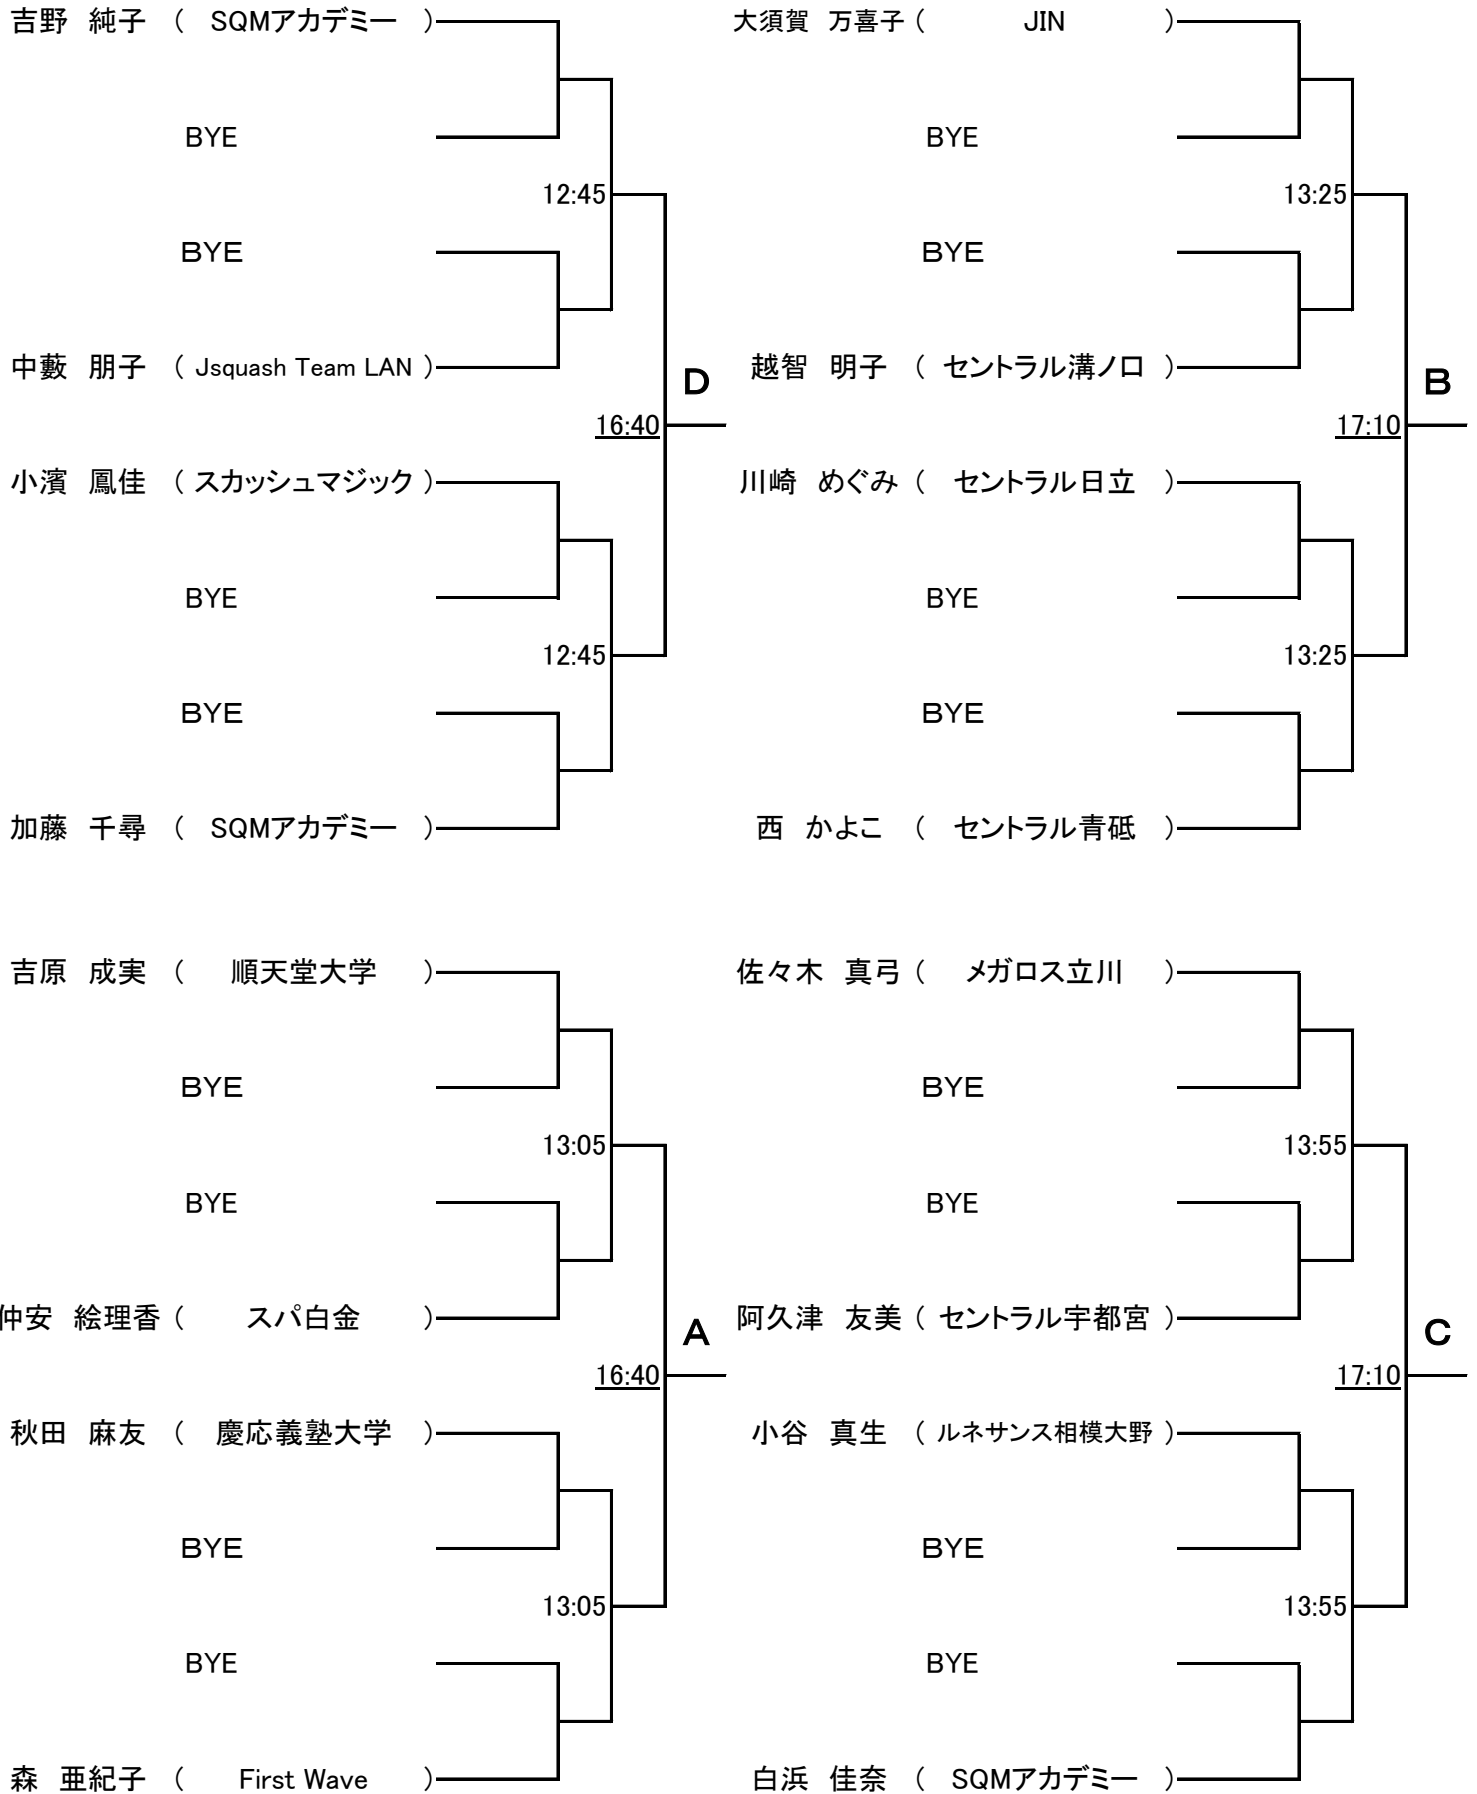 吉野 純子 ( SQMアカデミー )
BYE
12:45
BYE
中藪 朋子 ( Jsquash Team LAN )
D
16:40
小濱 鳳佳 ( スカッシュマジック )
BYE
12:45
BYE
加藤 千尋 ( SQMアカデミー )
大須賀 万喜子 ( JIN )
BYE
13:25
BYE
越智 明子 ( セントラル溝ノ口 )
B
17:10
川崎 めぐみ ( セントラル日立 )
BYE
13:25
BYE
西 かよこ ( セントラル青砥 )
吉原 成実 ( 順天堂大学 )
BYE
13:05
BYE
仲安 絵理香 ( スパ白金 )
A
16:40
秋田 麻友 ( 慶応義塾大学 )
BYE
13:05
BYE
森 亜紀子 ( First Wave )
佐々木 真弓 ( メガロス立川 )
BYE
13:55
BYE
阿久津 友美 ( セントラル宇都宮 )
C
17:10
小谷 真生 ( ルネサンス相模大野 )
BYE
13:55
BYE
白浜 佳奈 ( SQMアカデミー )